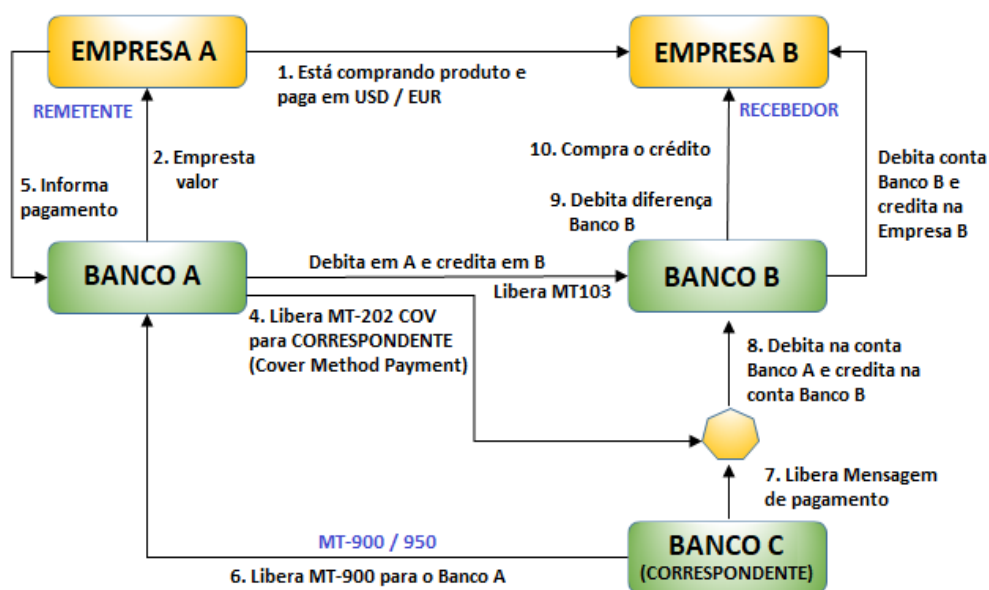 EMPRESA A
EMPRESA B
1. Está comprando produto e
paga em USD / EUR
REMETENTE
RECEBEDOR
2. Empresta
valor
10. Compra o crédito
Debita conta
Banco B e
credita na
Empresa B
5. Informa
pagamento
9. Debita diferença
Banco B
BANCO A
Debita em A e credita em B
BANCO B
Libera MT103
4. Libera MT-202 COV
para CORRESPONDENTE
(Cover Method Payment)
8. Debita na conta
Banco A e credita na
conta Banco B
7. Libera Mensagem
de pagamento
MT-900 / 950
BANCO C
(CORRESPONDENTE)
6. Libera MT-900 para o Banco A